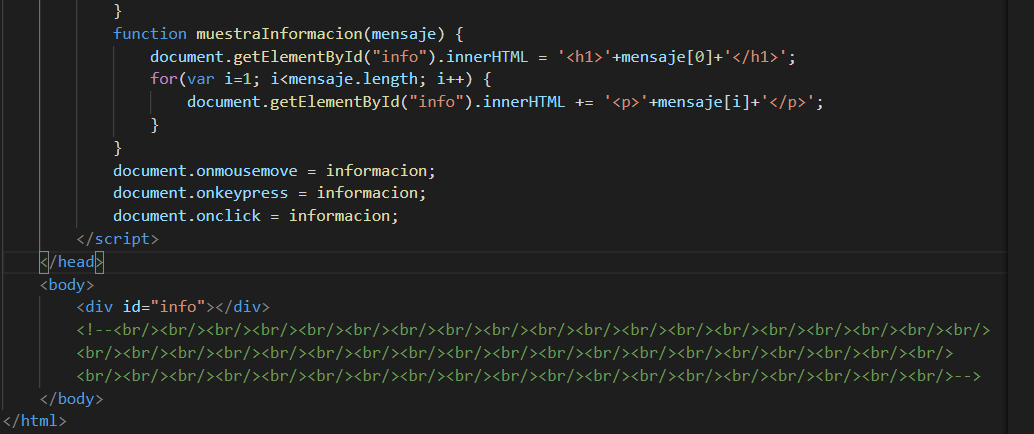 }
function muestraInformacion(mensaje) {
document.getElementById("info").innerHTML = '<h1>'+mensaje[0]+'</h1>';
for(var i=1; i<mensaje.length; i++) {
document.getElementById("info").innerHTML += '<p>'+mensaje[i]+'</p>';
}
}
document.onmousemove = informacion;
document.onkeypress = informacion;
document.onclick = informacion;
</script>
</head>
<body>
<div id="info"></div>
<!--<br/><br/><br/><br/><br/><br/><br/><br/><br/><br/><br/><br/><br/><br/><br/><br/><br/><br/><br/>
<br/><br/><br/><br/><br/><br/><br/><br/><br/><br/><br/><br/><br/><br/><br/><br/><br/><br/><br/>
<br/><br/><br/><br/><br/><br/><br/><br/><br/><br/><br/><br/><br/><br/><br/><br/><br/><br/><br/>-->
</body>
</html>